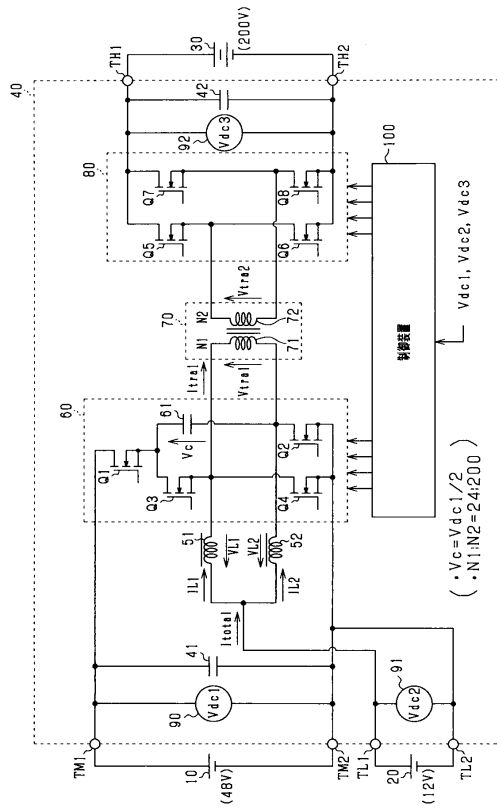 40
TM1
10
(48V)
TM2
TL1
20
(12V)
TL2
90
Vdc1
41
91
Vdc2
Itotal
IL1
51
VL1
VL2
52
IL2
60
Q1
Q3
Vc
61
Q4
Q2
Itra1
Vtra1
70
N1
N2
71
72
Vtra2
80
Q5
Q7
Q6
Q8
92
Vdc3
42
TH1
30
(200V)
TH2
100
制御装置
Vdc1, Vdc2, Vdc3
・Vc=Vdc1/2
・N1:N2=24:200